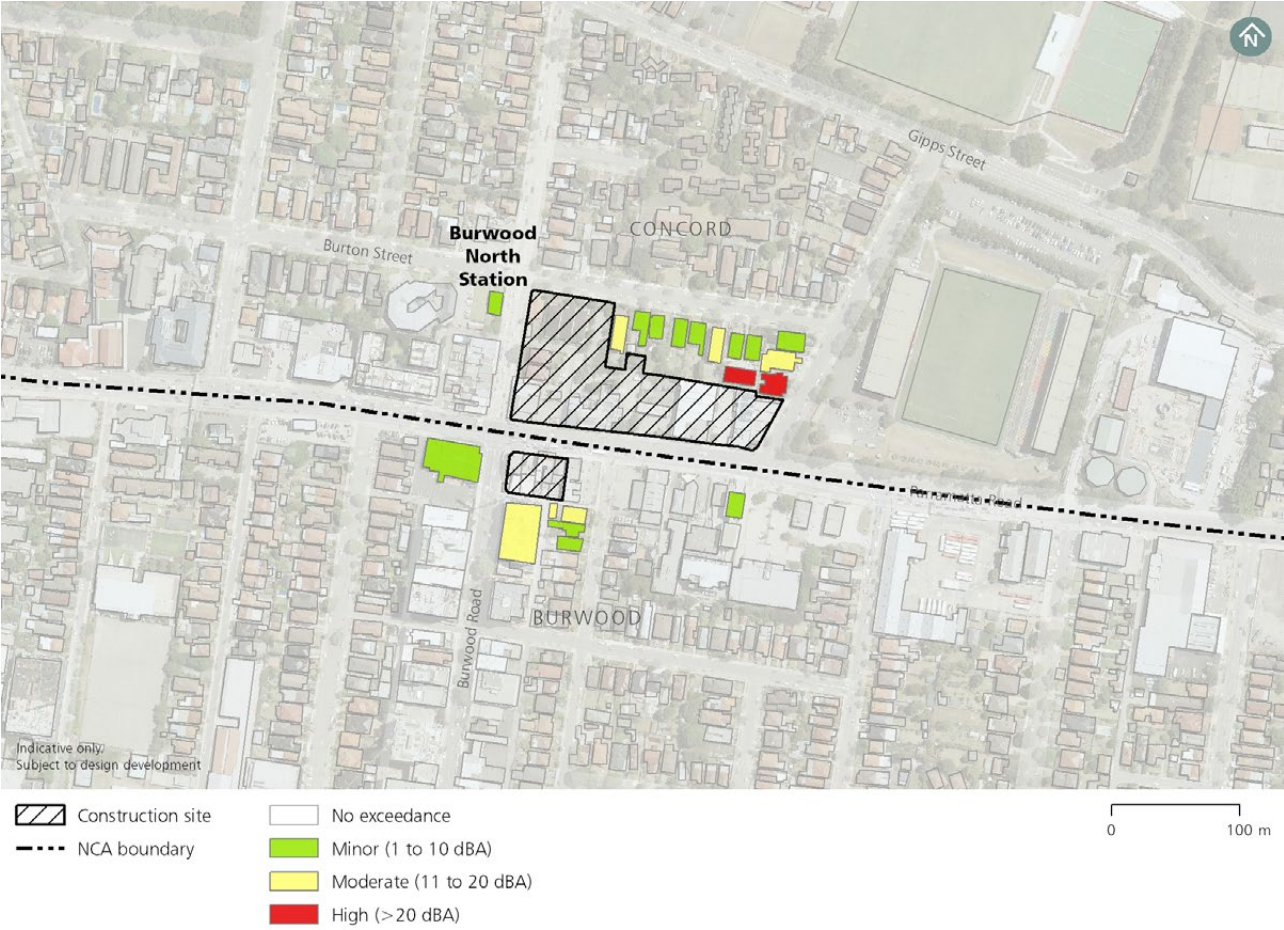 N
Gipps Street
CONCORD
Burwood
North
Station
Burton Street
Parramatta Road
BURWOOD
Burwood Road
Indicative only.
Subject to design development
Construction site
NCA boundary
No exceedance
Minor (1 to 10 dBA)
Moderate (11 to 20 dBA)
High (>20 dBA)
0
100 m